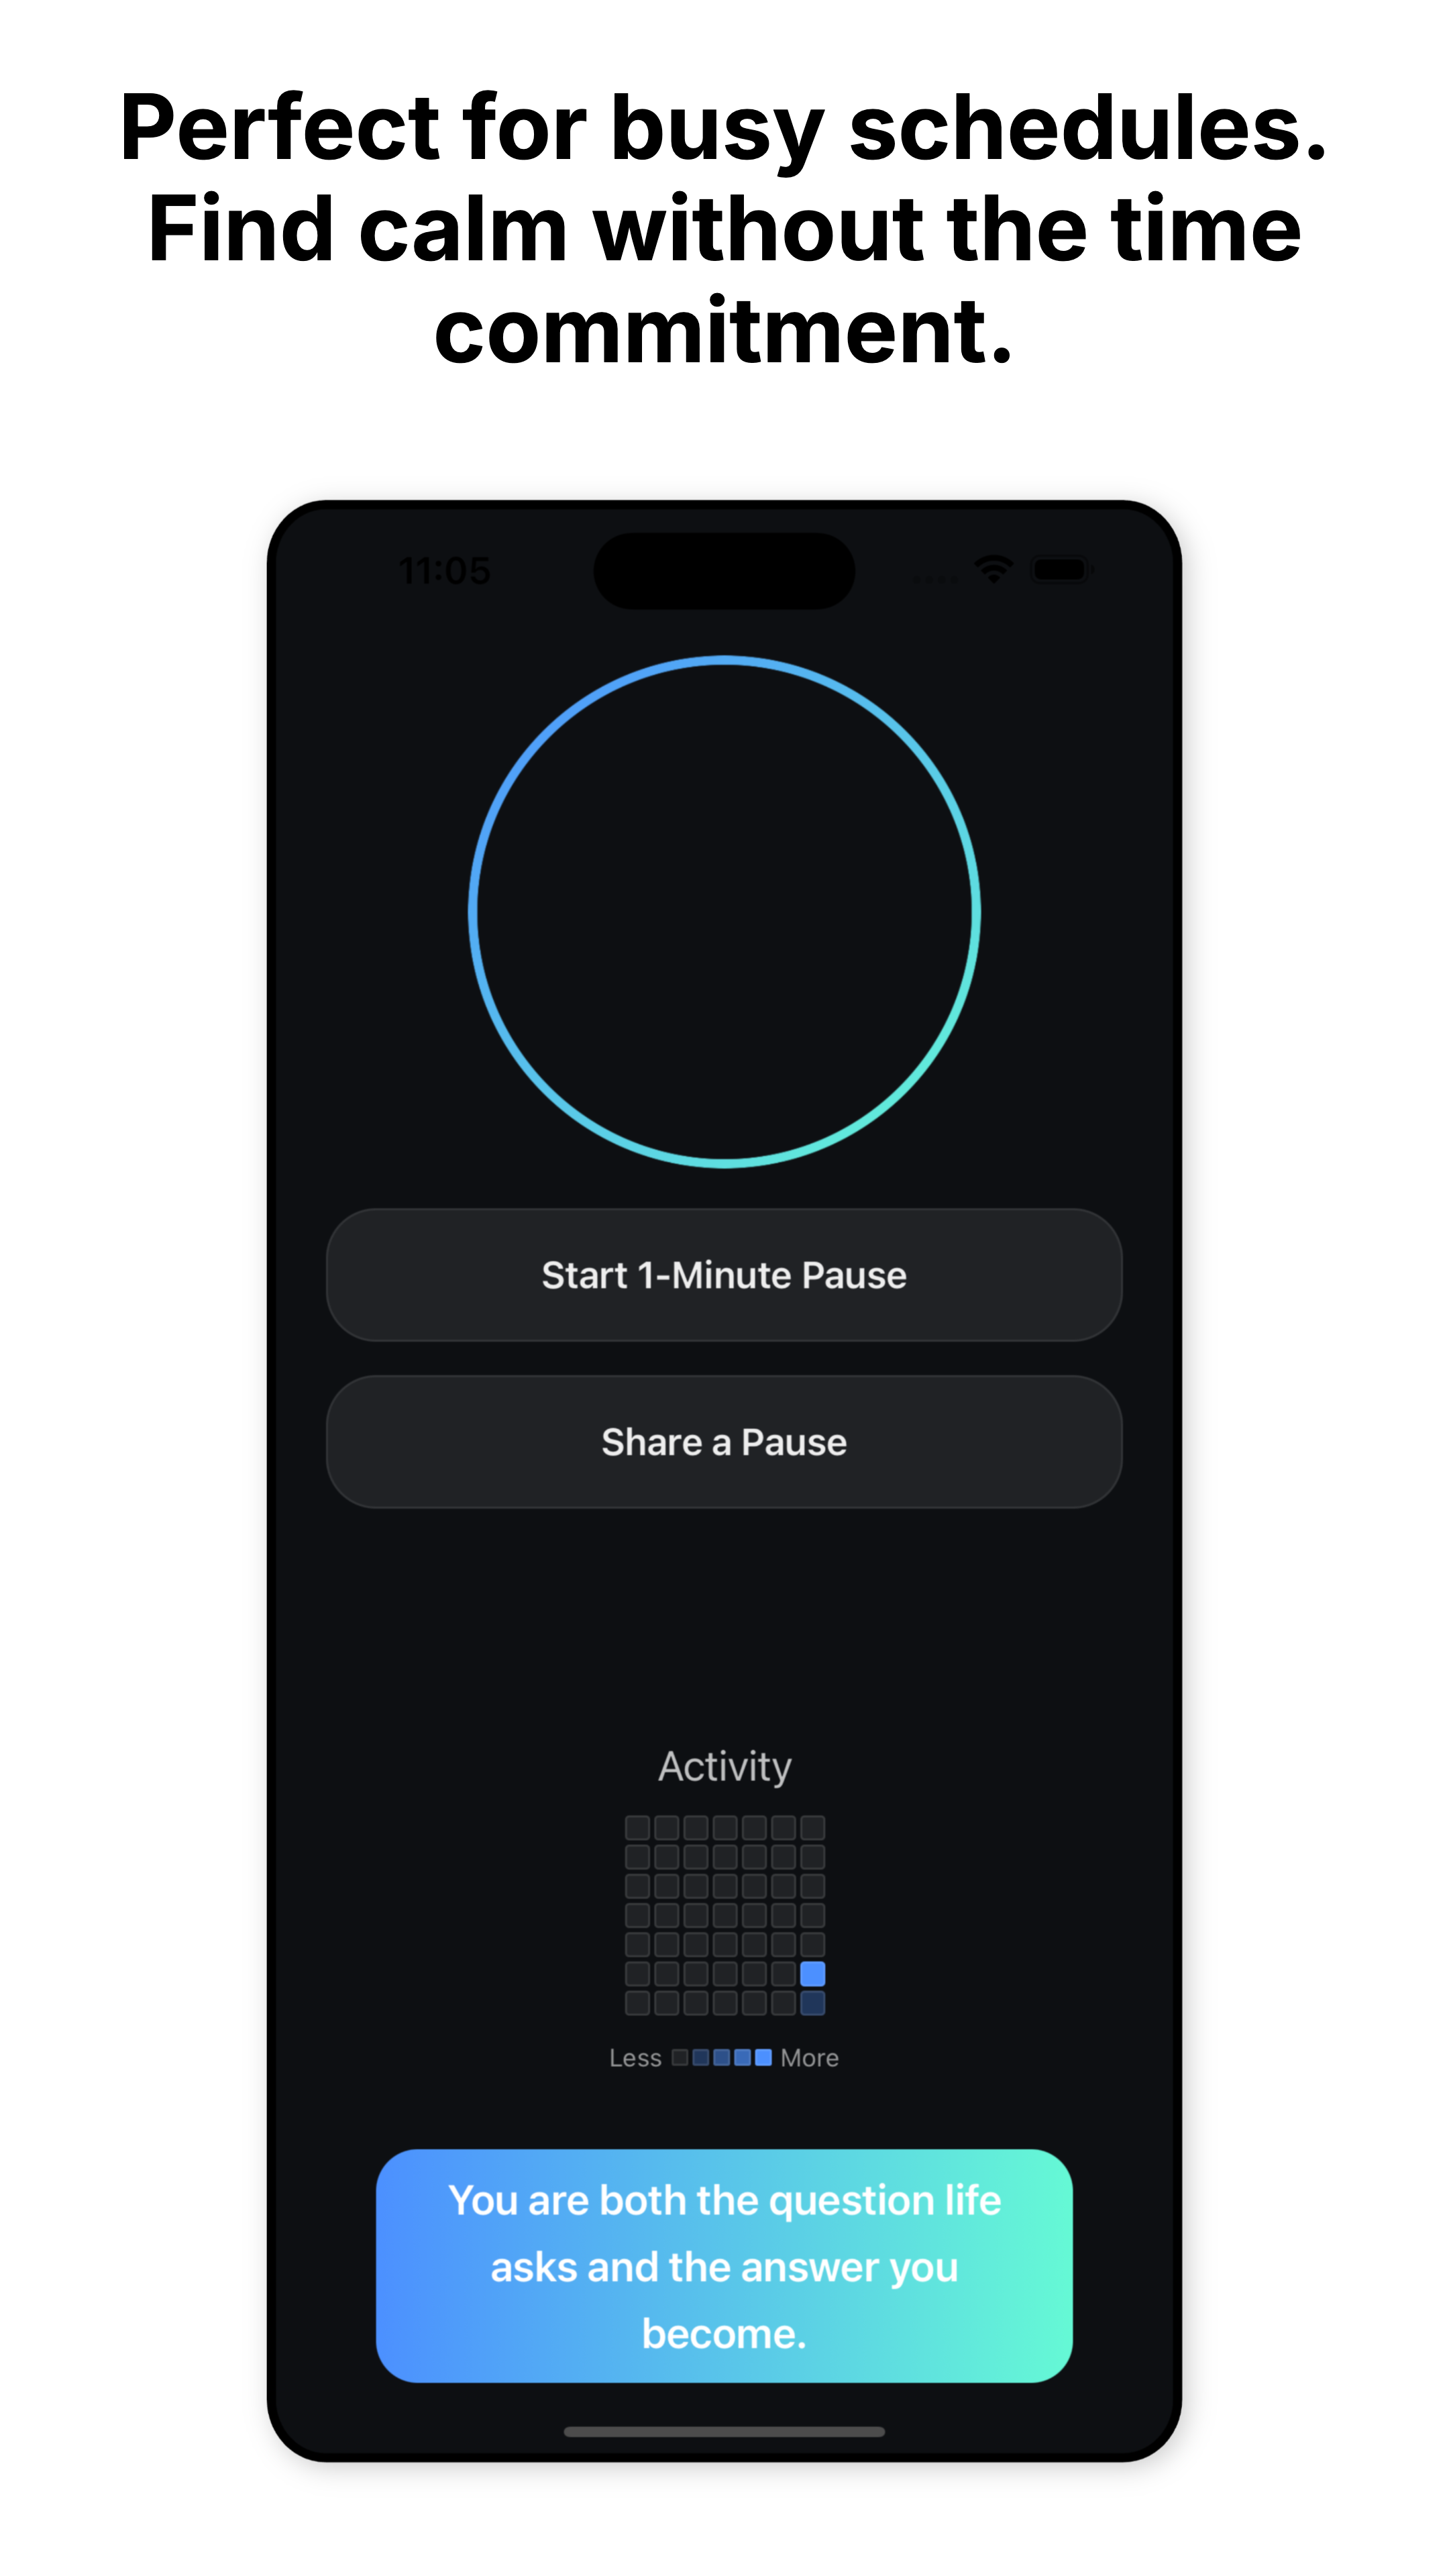 Perfect for busy schedules.
Find calm without the time
commitment.
11:05
Start 1-Minute Pause
Share a Pause
Activity
Less More
You are both the question life
asks and the answer you
become.